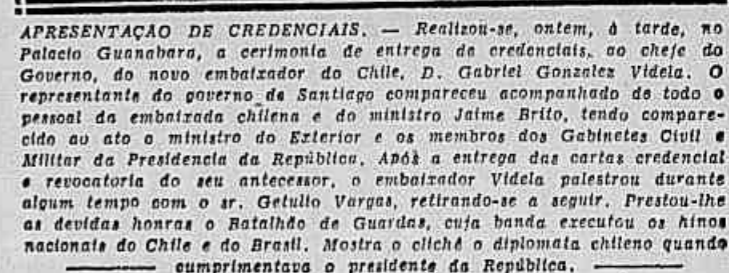 APRESENTAÇÃO DE CREDENCIAIS. — Realizou-se, ontem, á tarde, no
Palacio Guanabara, a cerimonia de entrega de credenciais, ao chefe do
Governo, do novo embaixador do Chile, D. Gabriel Gonzalez Videla. O
representante do governo de Santiago compareceu acompanhado de todo o
pessoal da embaixada chilena e do ministro Jaime Brito, tendo compare-
cido ao ato o ministro do Exterior e os membros dos Gabinetes Civil e
Militar da Presidencia da República. Apôs a entrega das cartas credencial
e revocatoria do seu antecessor, o embaixador Videla palestrou durante
algum tempo com o sr. Getulio Vargas, retirando-se a seguir. Prestou-lhe
as devidas honras o Batalhão de Guardas, cuja banda executou os hinos
nacionais do Chile e do Brasil. Mostra o clichê o diplomata chileno quando
cumprimentava o presidente da República.